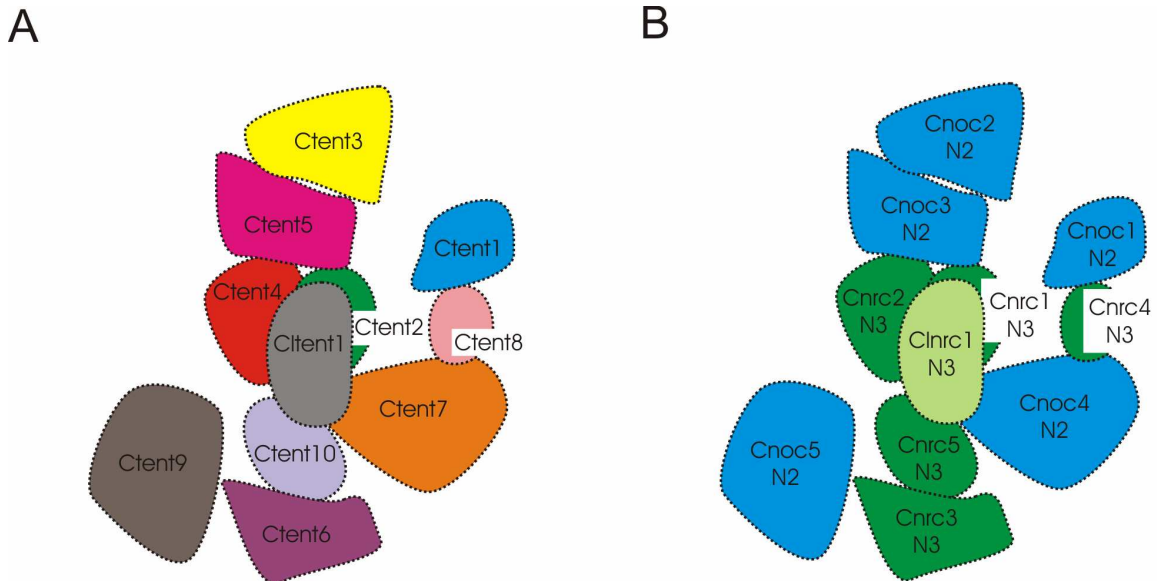 A
Ctent3
Ctent5
Ctent1
Ctent4
Ctent2
Cltent1
Ctent8
Ctent7
Ctent10
Ctent9
Ctent6
B
Cnoc2
N2
Cnoc3
N2
Cnoc1
N2
Cnrc2
N3
Cnrc1
N3
Cnrc4
N3
Clnrc1
N3
Cnoc4
N2
Cnrc5
N3
Cnoc5
N2
Cnrc3
N3